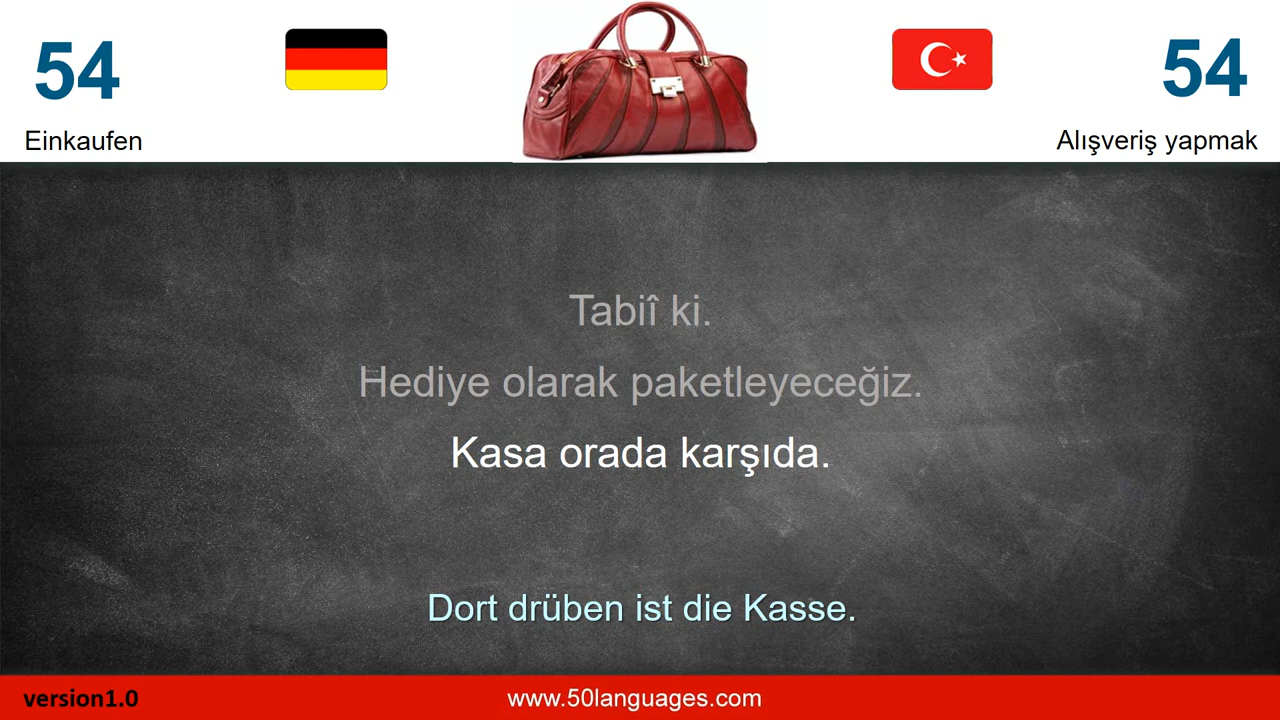 54
54
Einkaufen
Alışveriş yapmak
Tabiî ki.
Hediye olarak paketleyeceğiz.
Kasa orada karşıda.
Dort drüben ist die Kasse.
version1.0
www.50languages.com